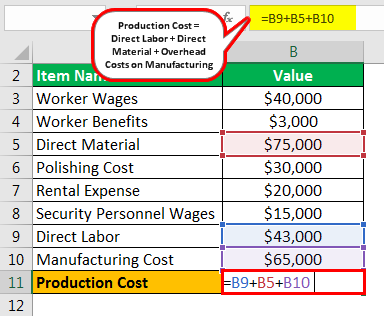 fx
=B9+B5+B10
Production Cost =
Direct Labor + Direct
Material + Overhead
Costs on Manufacturing
B
2 Item Na Value
3 Worker Wages $40,000
4 Worker Benefits $3,000
5 Direct Material $75,000
6 Polishing Cost $30,000
7 Rental Expense $20,000
8 Security Personnel Wages $15,000
9 Direct Labor $43,000
10 Manufacturing Cost $65,000
11 Production Cost =B9+B5+B10
12